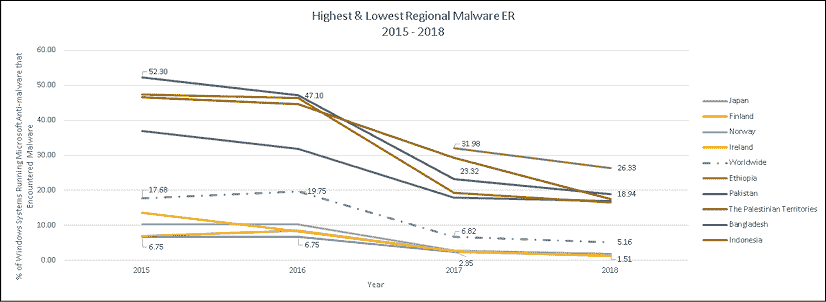 Highest & Lowest Regional Malware ER
2015 - 2018
% of Windows Systems Running Microsoft Anti-malware that
Encountered Malware
60.00
50.00
40.00
30.00
20.00
10.00
0.00
52.30
47.10
31.98
26.33
23.32
18.94
17.68
19.75
6.82
5.16
6.75
6.75
2.35
1.51
2015
2016
2017
2018
Year
Japan
Finland
Norway
Ireland
Worldwide
Ethiopia
Pakistan
The Palestinian Territories
Bangladesh
Indonesia